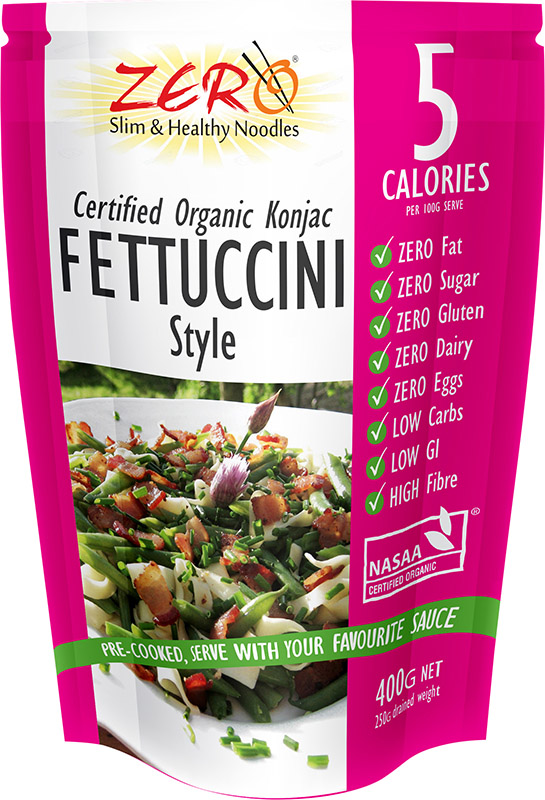 ZERO®
Slim & Healthy Noodles
Certified Organic Konjac
FETTUCCINI
Style
5
CALORIES
PER 100G SERVE
ZERO Fat
ZERO Sugar
ZERO Gluten
ZERO Dairy
ZERO Eggs
LOW Carbs
LOW GI
HIGH Fibre
NASAA®
CERTIFIED ORGANIC
PRE-COOKED, SERVE WITH YOUR FAVOURITE SAUCE
400G NET
250G drained weight